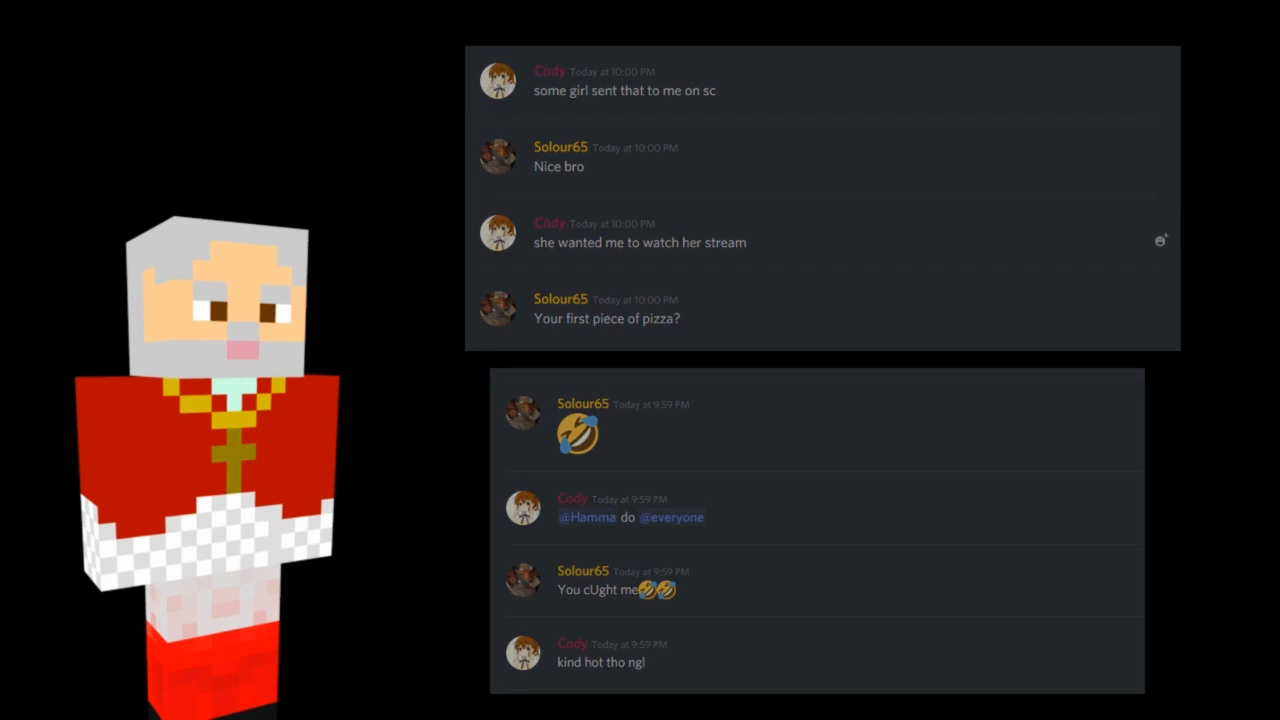 Cody Today at 10:00 PM
some girl sent that to me on sc
Solour65 Today at 10:00 PM
Nice bro
Cody Today at 10:00 PM
she wanted me to watch her stream
Solour65 Today at 10:00 PM
Your first piece of pizza?
Solour65 Today at 9:59 PM
🤣
Cody Today at 9:59 PM
@Hamma do @everyone
Solour65 Today at 9:59 PM
You cUght me🤣🤣
Cody Today at 9:59 PM
kind hot tho ngl